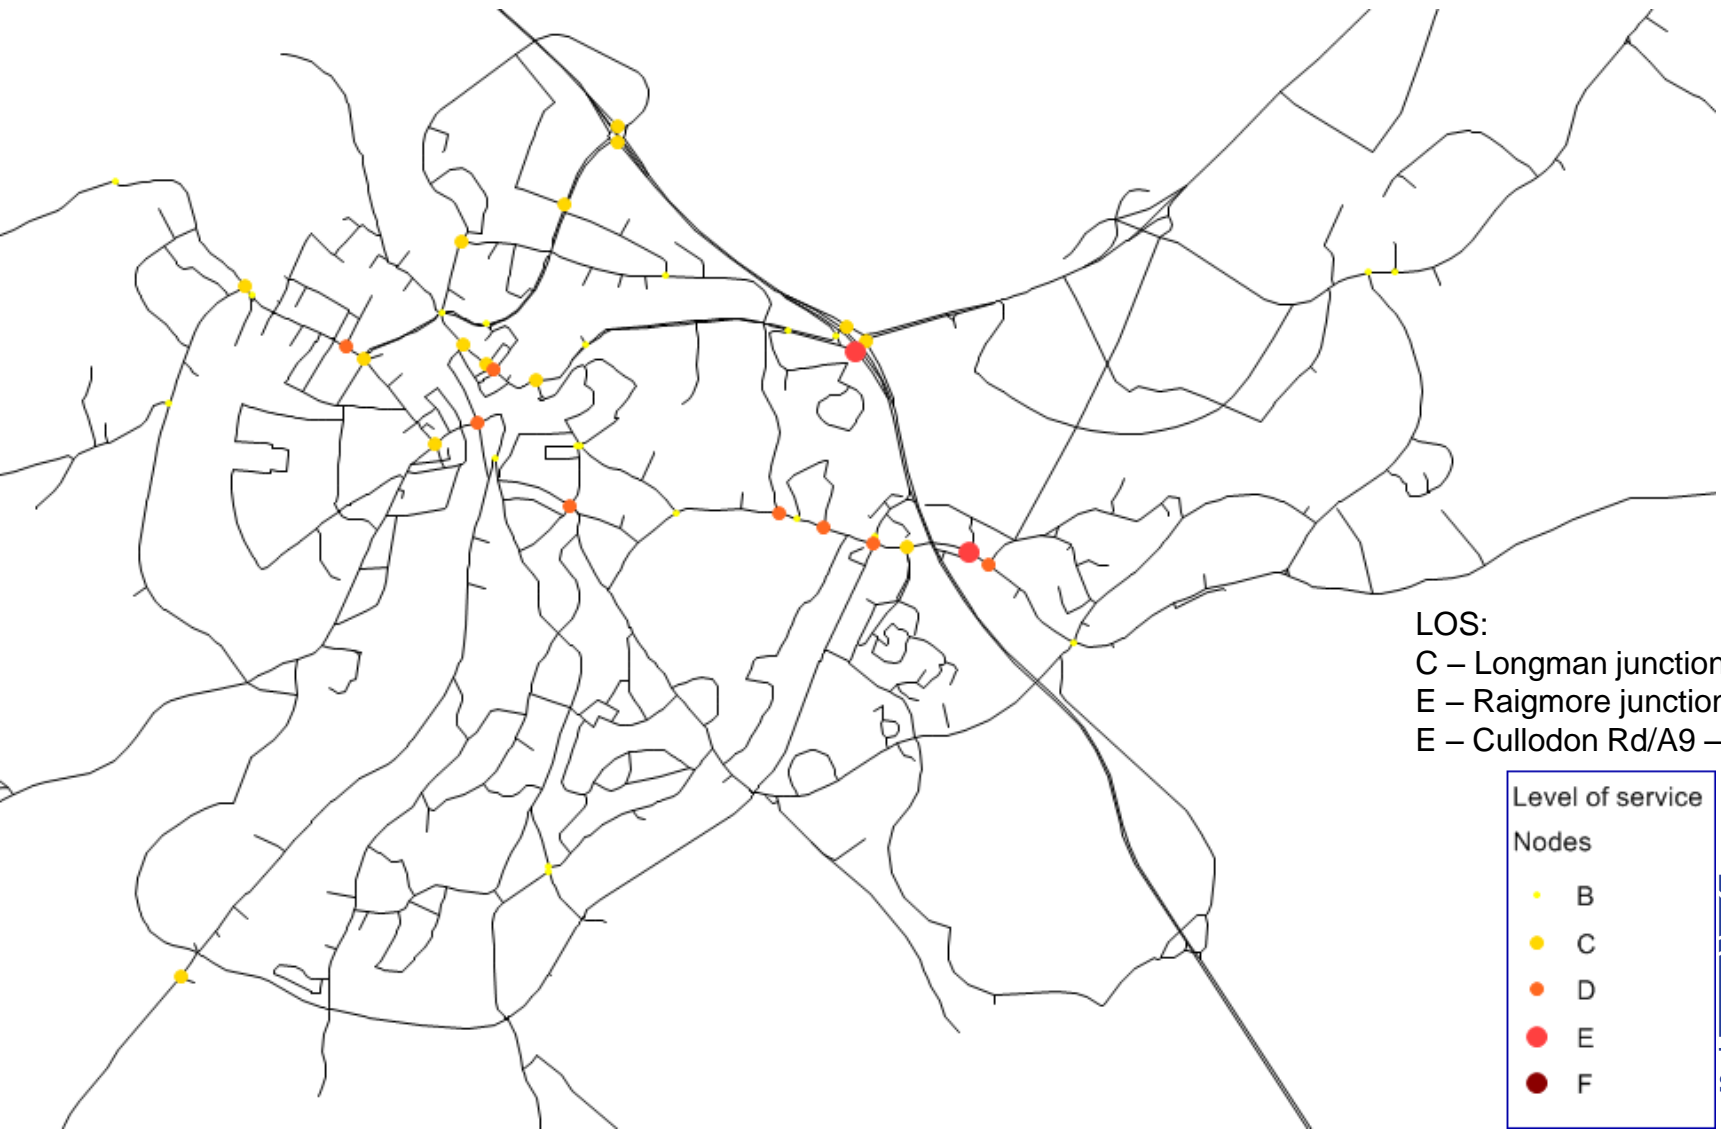 LOS:
C – Longman junction
E – Raigmore junction
E – Cullodon Rd/A9 –
Level of service
Nodes
B
C
D
E
F